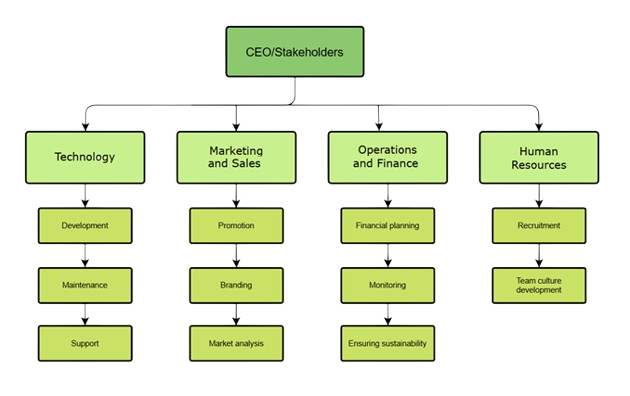 CEO/Stakeholders
Technology
Marketing
and Sales
Operations
and Finance
Human
Resources
Development
Promotion
Financial planning
Recruitment
Maintenance
Branding
Monitoring
Team culture
development
Support
Market analysis
Ensuring sustainability